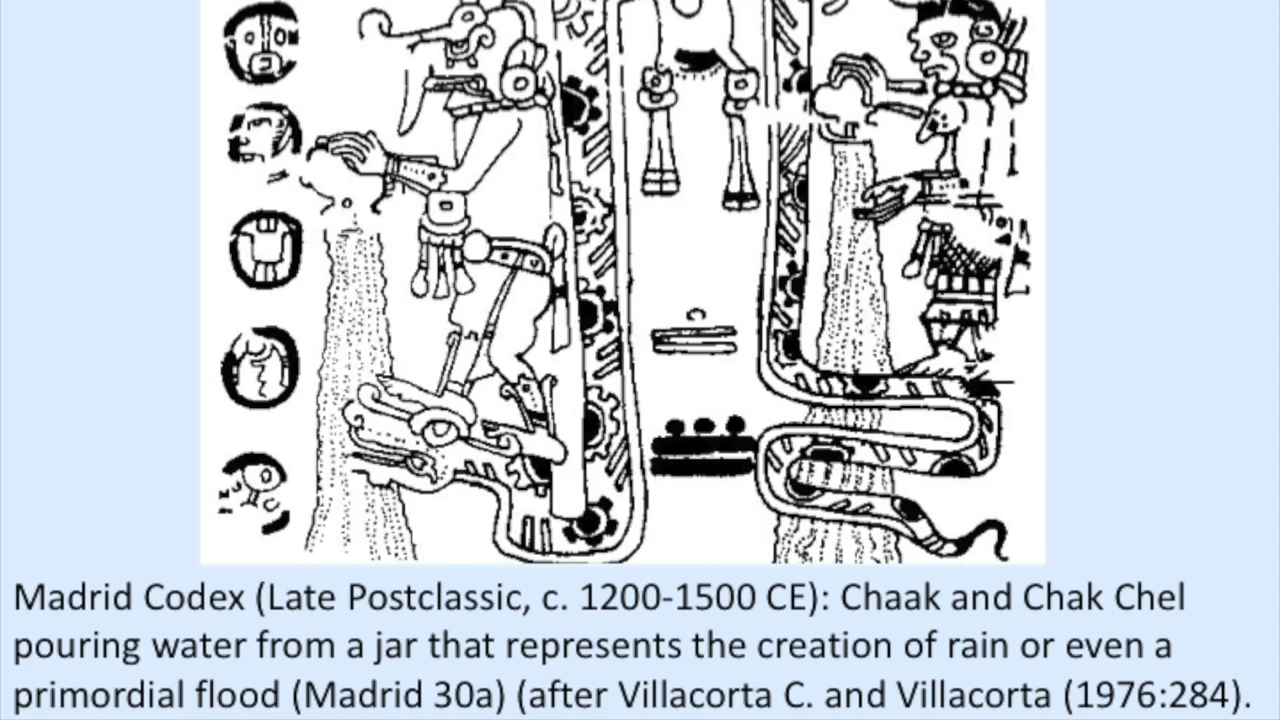 Madrid Codex (Late Postclassic, c. 1200-1500 CE): Chaak and Chak Chel
pouring water from a jar that represents the creation of rain or even a
primordial flood (Madrid 30a) (after Villacorta C. and Villacorta (1976:284).